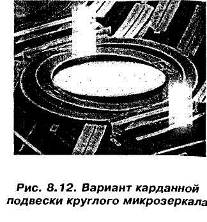 Рис. 8.12. Вариант карданной
подвески круглого микрозеркала